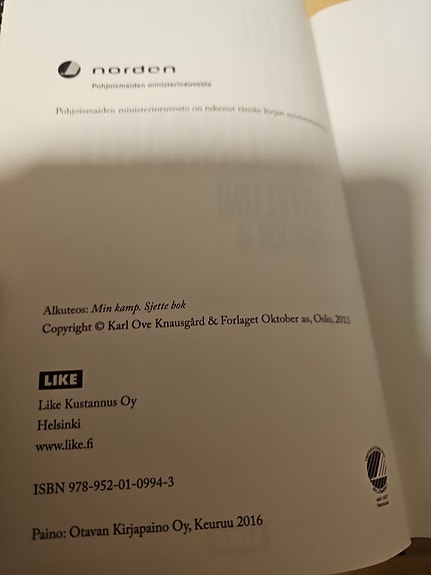 norden
Pohjoismaiden ministerineuvosto
Pohjoismaiden ministerineuvosto on tukenut tämän kirjan
Alkuteos: Min kamp. Sjette bok
Copyright © Karl Ove Knausgård & Forlaget Oktober as, Oslo, 2011
LIKE
Like Kustannus Oy
Helsinki
www.like.fi
ISBN 978-952-01-0994-3
Paino: Otavan Kirjapaino Oy, Keuruu 2016